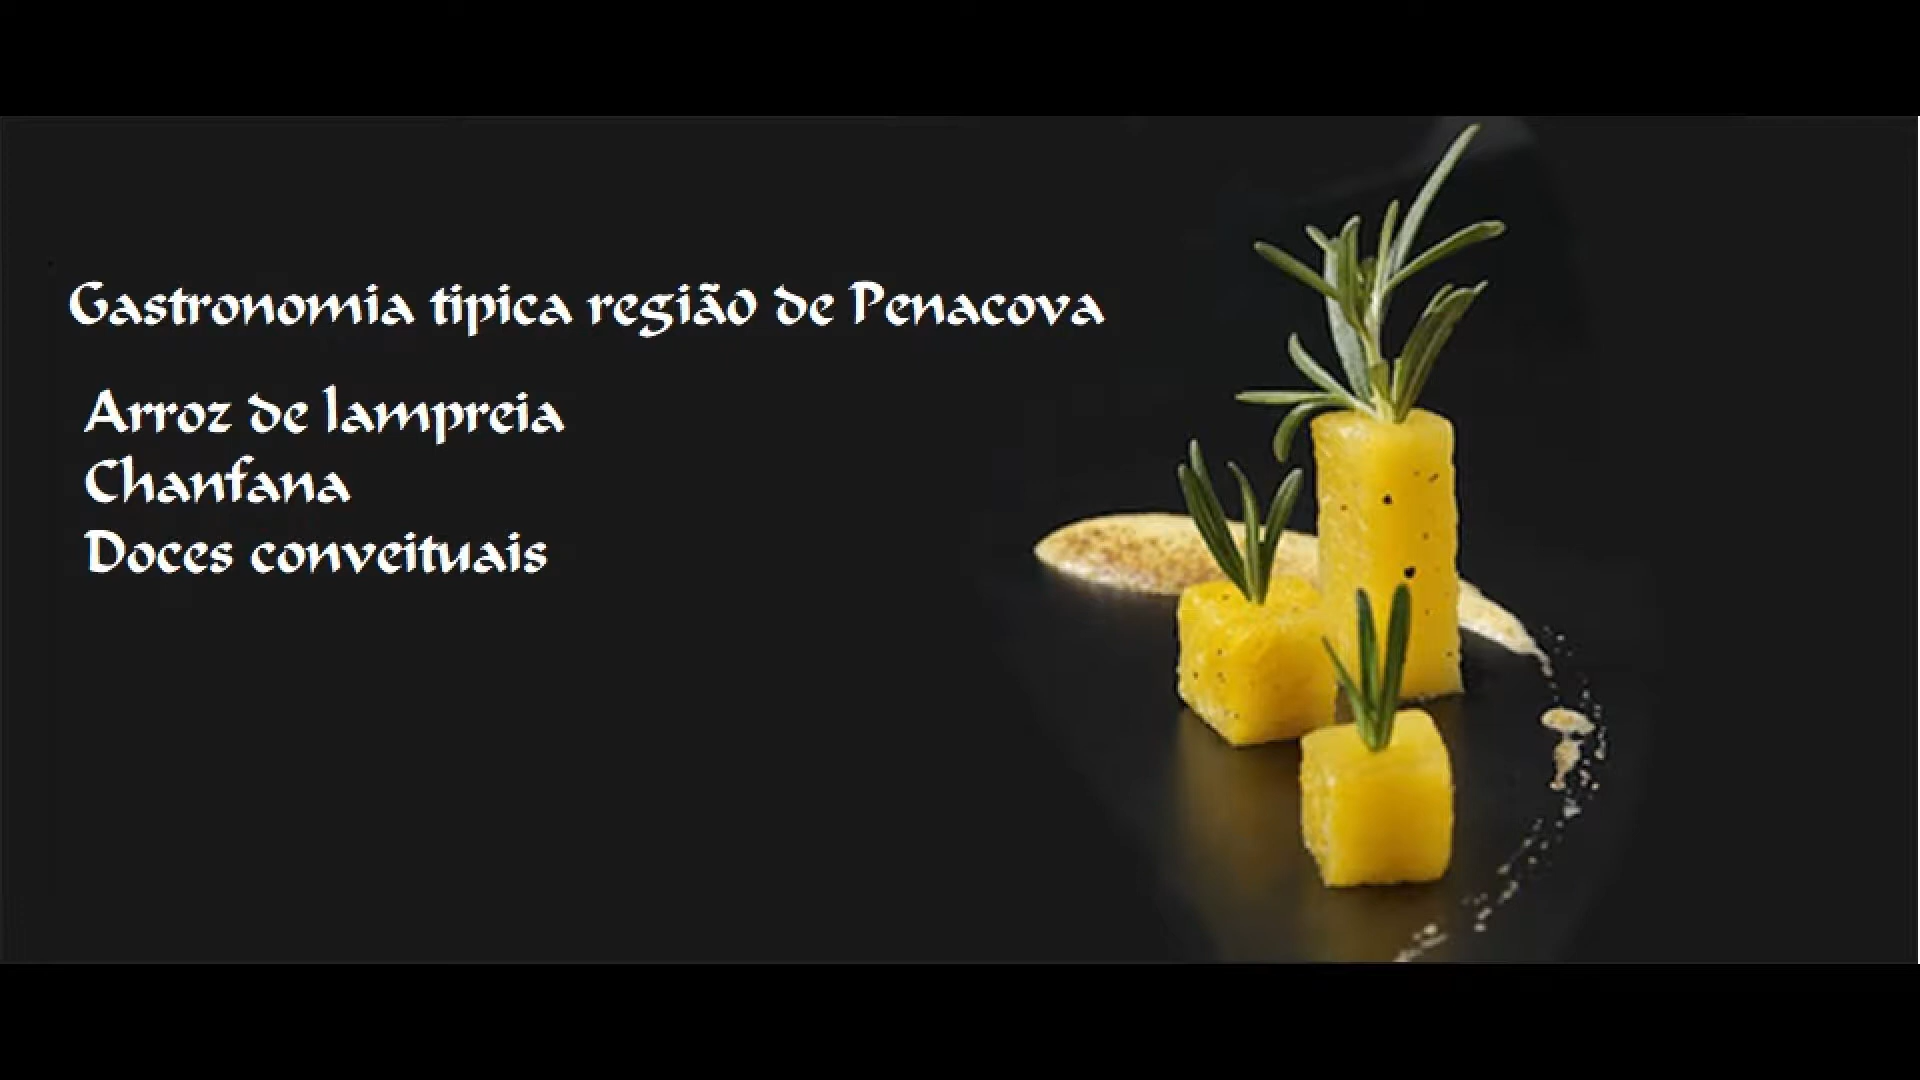 Gastronomia tipica região de Penacova
Arroz de lampreia
Chanfana
Doces conveituais